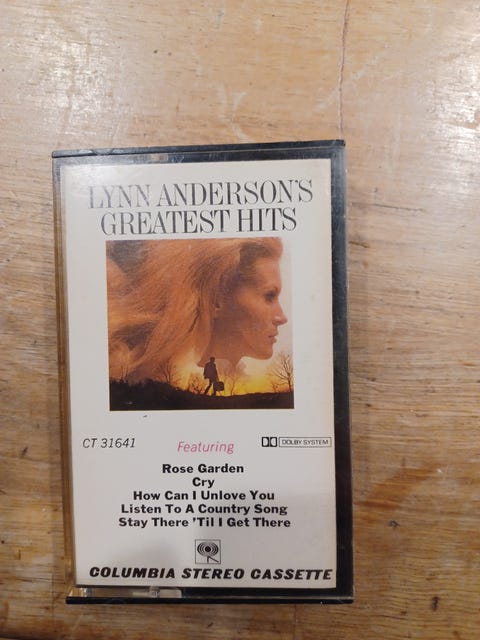 LYNN ANDERSON'S
GREATEST HITS
CT 31641
Featuring
DOLBY SYSTEM
Rose Garden
Cry
How Can I Unlove You
Listen To A Country Song
Stay There 'Til I Get There
COLUMBIA STEREO CASSETTE